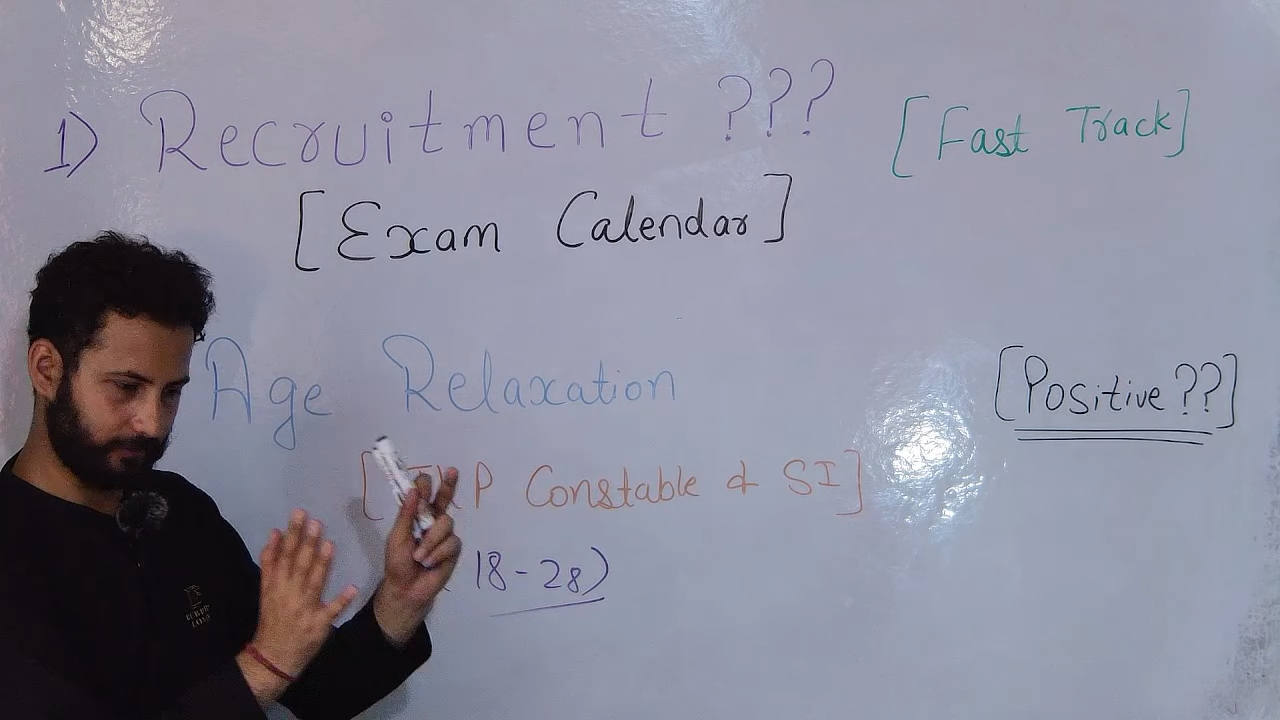 1) Recruitment ??? [Fast Track]
[Exam Calendar]
Age Relaxation
[Positive ??]
[JKP Constable & SI]
(18-28)